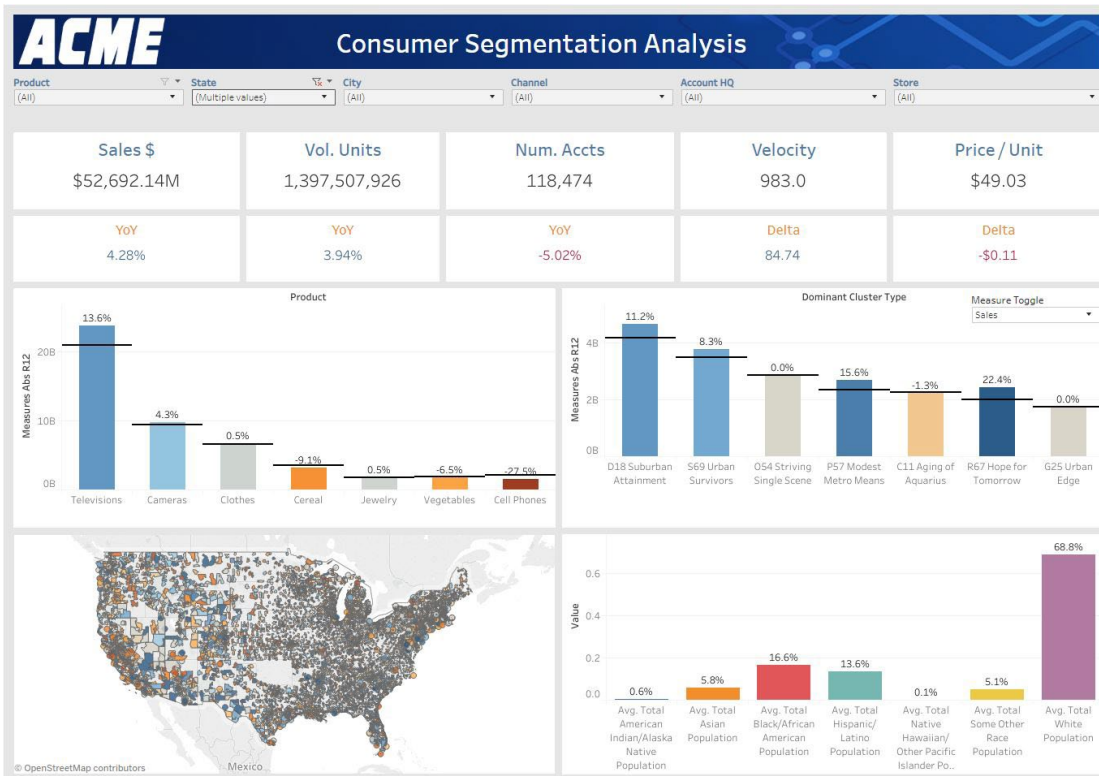 ACME
Consumer Segmentation Analysis
Product
State
City
Channel
Account HQ
Store
(All)
(Multiple values)
(All)
(All)
(All)
(All)
Sales $
Vol. Units
Num. Accts
Velocity
Price / Unit
$52,692.14M
1,397,507,926
118,474
983.0
$49.03
YoY
YoY
YoY
Delta
Delta
4.28%
3.94%
-5.02%
84.74
-$0.11
Product
Measures Abs R12
20B
10B
0B
13.6%
4.3%
0.5%
-9.1%
0.5%
-6.5%
-27.5%
Televisions
Cameras
Clothes
Cereal
Jewelry
Vegetables
Cell Phones
Dominant Cluster Type
Measure Toggle
Sales
Measures Abs R12
4B
2B
0B
11.2%
8.3%
0.0%
15.6%
-1.3%
22.4%
0.0%
D18 Suburban
Attainment
S69 Urban
Survivors
O54 Striving
Single Scene
P57 Modest
Metro Means
C11 Aging of
Aquarius
R67 Hope for
Tomorrow
G25 Urban
Edge
Mexico
© OpenStreetMap contributors
Value
0.6
0.4
0.2
0.0
0.6%
5.8%
16.6%
13.6%
0.1%
5.1%
68.8%
Avg. Total
American
Indian/Alaska
Native
Population
Avg. Total
Asian
Population
Avg. Total
Black/African
American
Population
Avg. Total
Hispanic/
Latino
Population
Avg. Total
Native
Hawaiian/
Other Pacific
Islander Po..
Avg. Total
Some Other
Race
Population
Avg. Total
White
Population